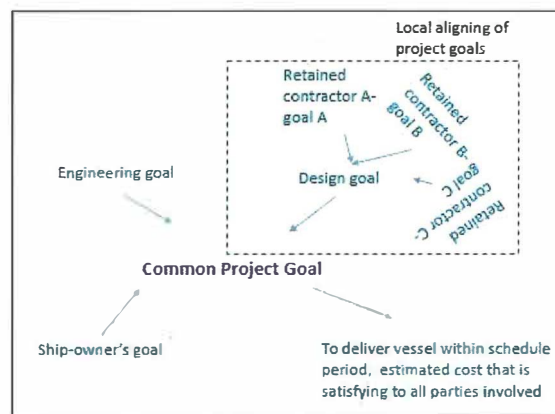 Local aligning of
project goals
Retained
contractor A-
goal A
Retained
contractor B-
goal B
Retained
contractor C-
goal C
Engineering goal
Design goal
Common Project Goal
Ship-owner's goal
To deliver vessel within schedule
period, estimated cost that is
satisfying to all parties involved